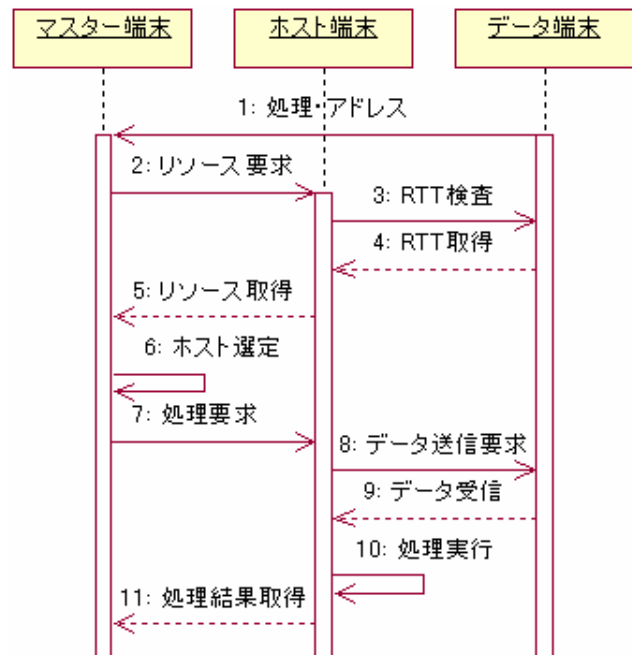 マスター端末
ホスト端末
データ端末
1: 処理・アドレス
2: リソース要求
3: RTT検査
4: RTT取得
5: リソース取得
6: ホスト選定
7: 処理要求
8: データ送信要求
9: データ受信
10: 処理実行
11: 処理結果取得